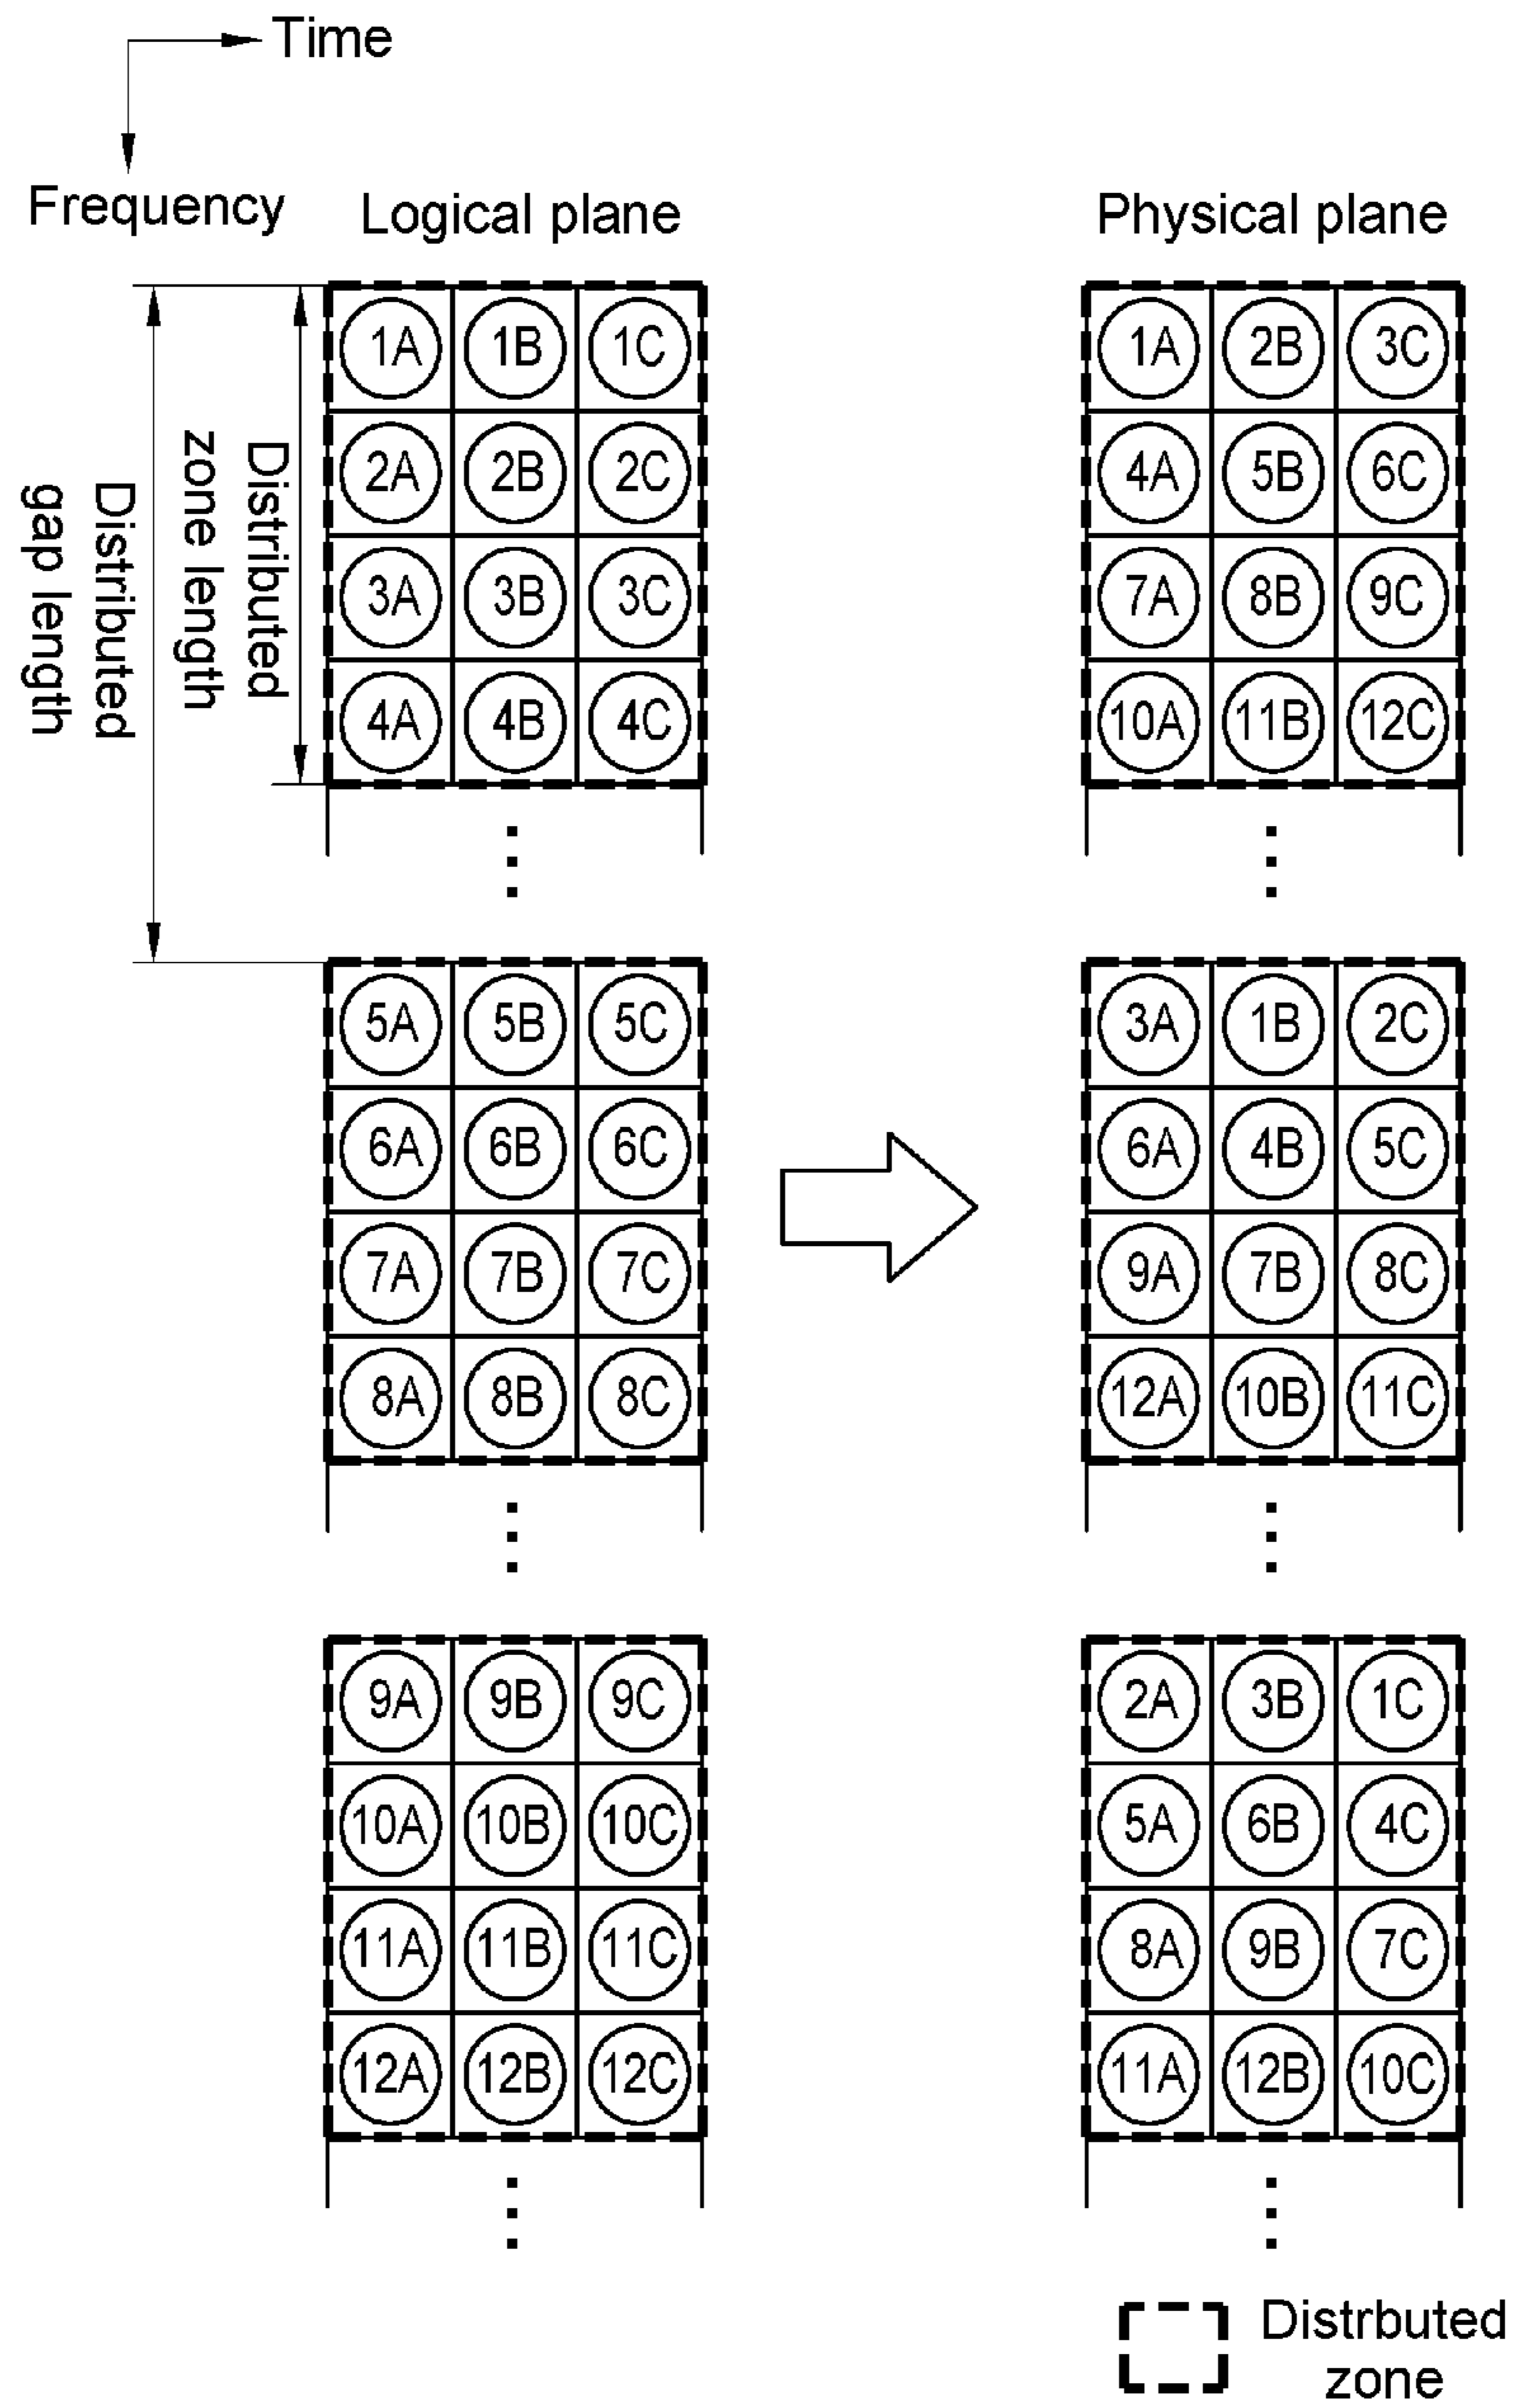 Time
Frequency
Logical plane
Physical plane
Distributed
gap length
Distributed
zone length
1A 1B 1C
2A 2B 2C
3A 3B 3C
4A 4B 4C
5A 5B 5C
6A 6B 6C
7A 7B 7C
8A 8B 8C
9A 9B 9C
10A 10B 10C
11A 11B 11C
12A 12B 12C
1A 2B 3C
4A 5B 6C
7A 8B 9C
10A 11B 12C
3A 1B 2C
6A 4B 5C
9A 7B 8C
12A 10B 11C
2A 3B 1C
5A 6B 4C
8A 9B 7C
11A 12B 10C
Distrbuted
zone